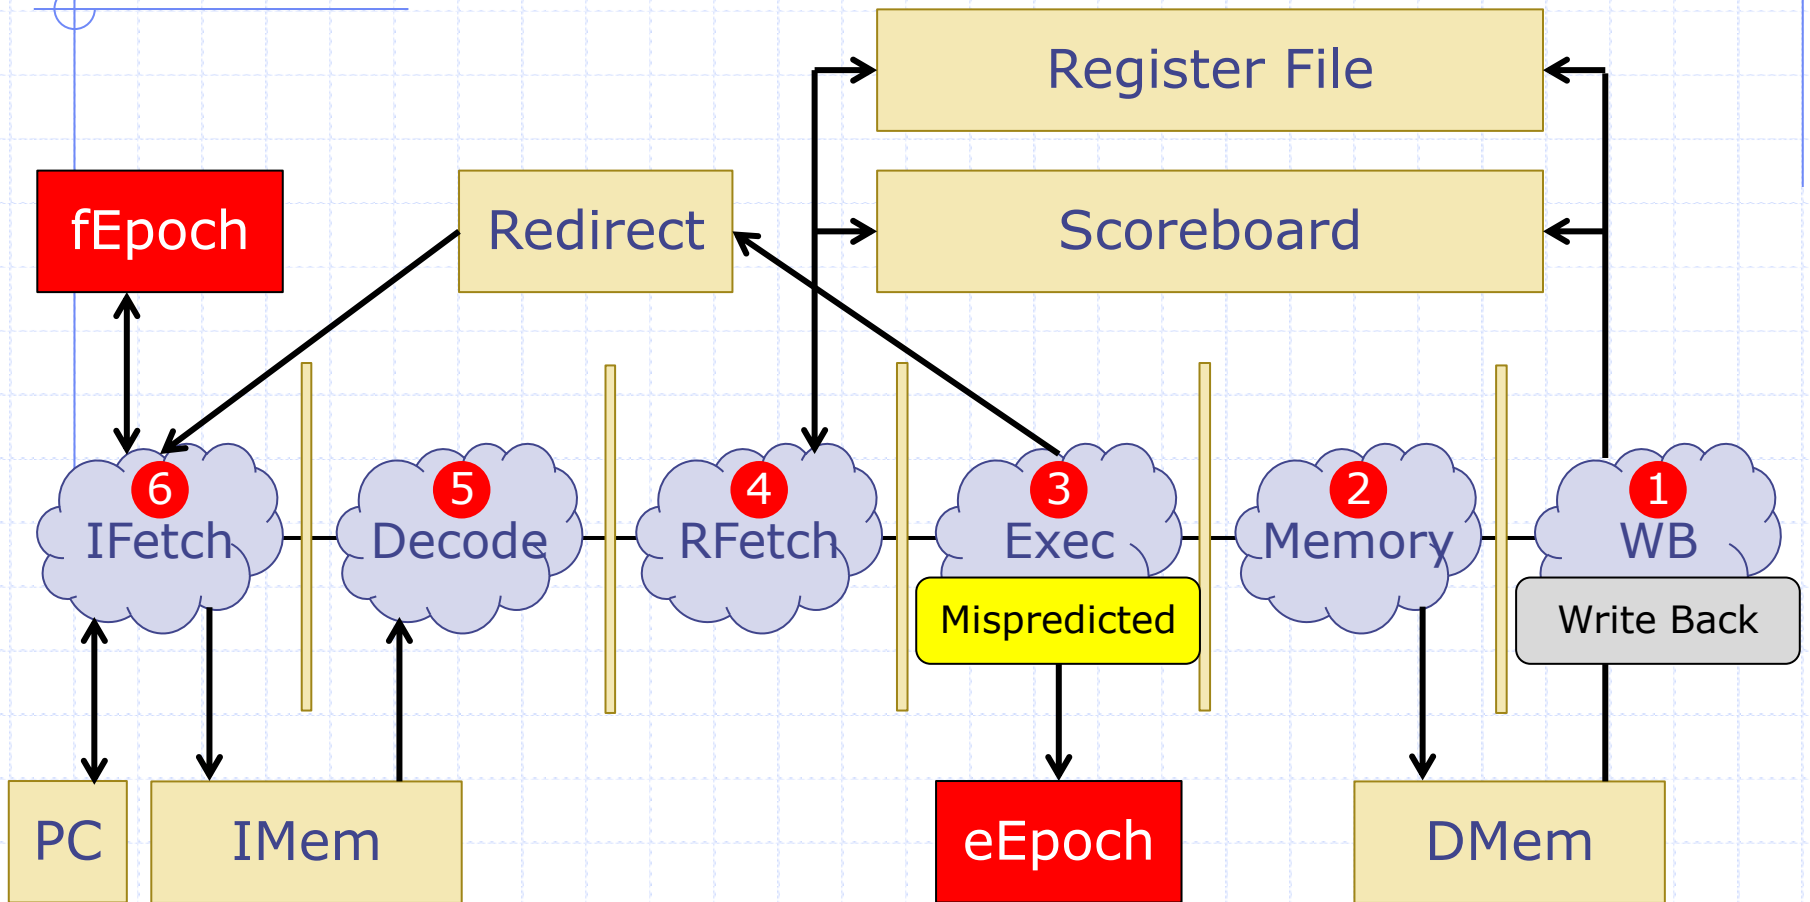 Register File
fEpoch
Redirect
Scoreboard
6
IFetch
5
Decode
4
RFetch
3
Exec
2
Memory
1
WB
Mispredicted
Write Back
PC
IMem
eEpoch
DMem